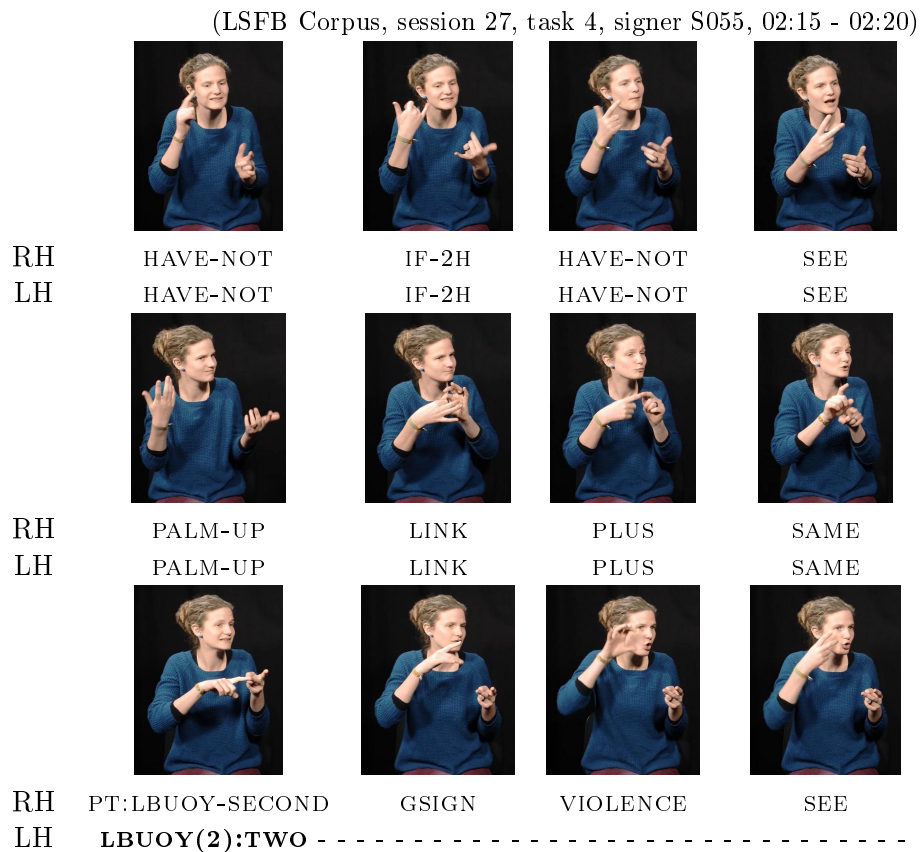 (LSFB Corpus, session 27, task 4, signer S055, 02:15 - 02:20)
RH HAVE-NOT IF-2H HAVE-NOT SEE
LH HAVE-NOT IF-2H HAVE-NOT SEE
RH PALM-UP LINK PLUS SAME
LH PALM-UP LINK PLUS SAME
RH PT:LBUOY-SECOND GSIGN VIOLENCE SEE
LH LBUOY(2):TWO - - - - - - - - - - - - - - - - - - - - - - - - - - - - - - - -